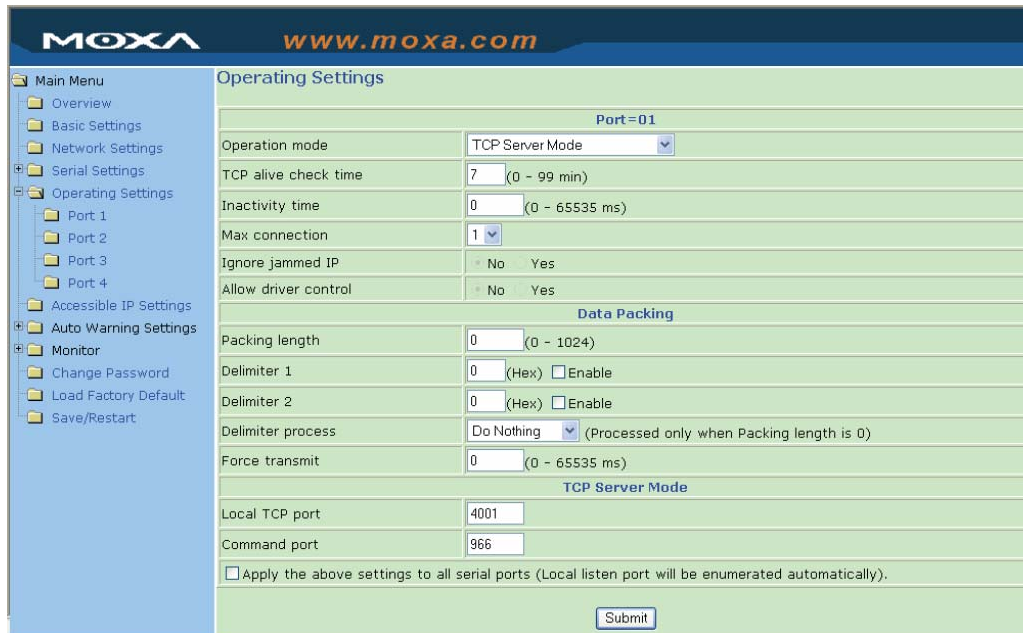 MOXA www.moxa.com
Main Menu
Overview
Basic Settings
Network Settings
Serial Settings
Operating Settings
Port 1
Port 2
Port 3
Port 4
Accessible IP Settings
Auto Warning Settings
Monitor
Change Password
Load Factory Default
Save/Restart
Operating Settings
Port=01
Operation mode TCP Server Mode
TCP alive check time 7 (0 - 99 min)
Inactivity time 0 (0 - 65535 ms)
Max connection 1
Ignore jammed IP No Yes
Allow driver control No Yes
Data Packing
Packing length 0 (0 - 1024)
Delimiter 1 0 (Hex) Enable
Delimiter 2 0 (Hex) Enable
Delimiter process Do Nothing (Processed only when Packing length is 0)
Force transmit 0 (0 - 65535 ms)
TCP Server Mode
Local TCP port 4001
Command port 966
Apply the above settings to all serial ports (Local listen port will be enumerated automatically).
Submit